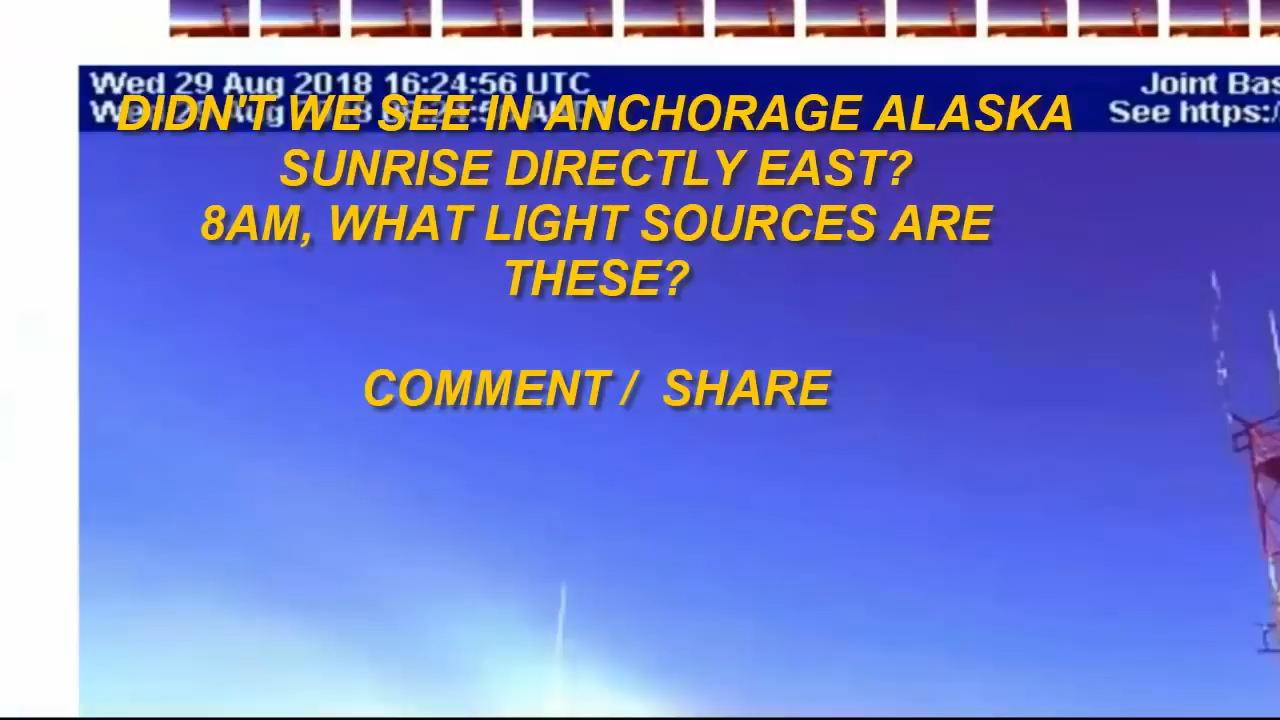 Wed 29 Aug 2018 16:24:56 UTC
Joint Bas
See https:/
DIDN'T WE SEE IN ANCHORAGE ALASKA
SUNRISE DIRECTLY EAST?
8AM, WHAT LIGHT SOURCES ARE
THESE?
COMMENT / SHARE